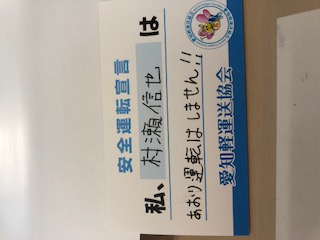 安全運転宣言
私、村瀬信也は
あおり運転はしません!!
愛知軽運送協会